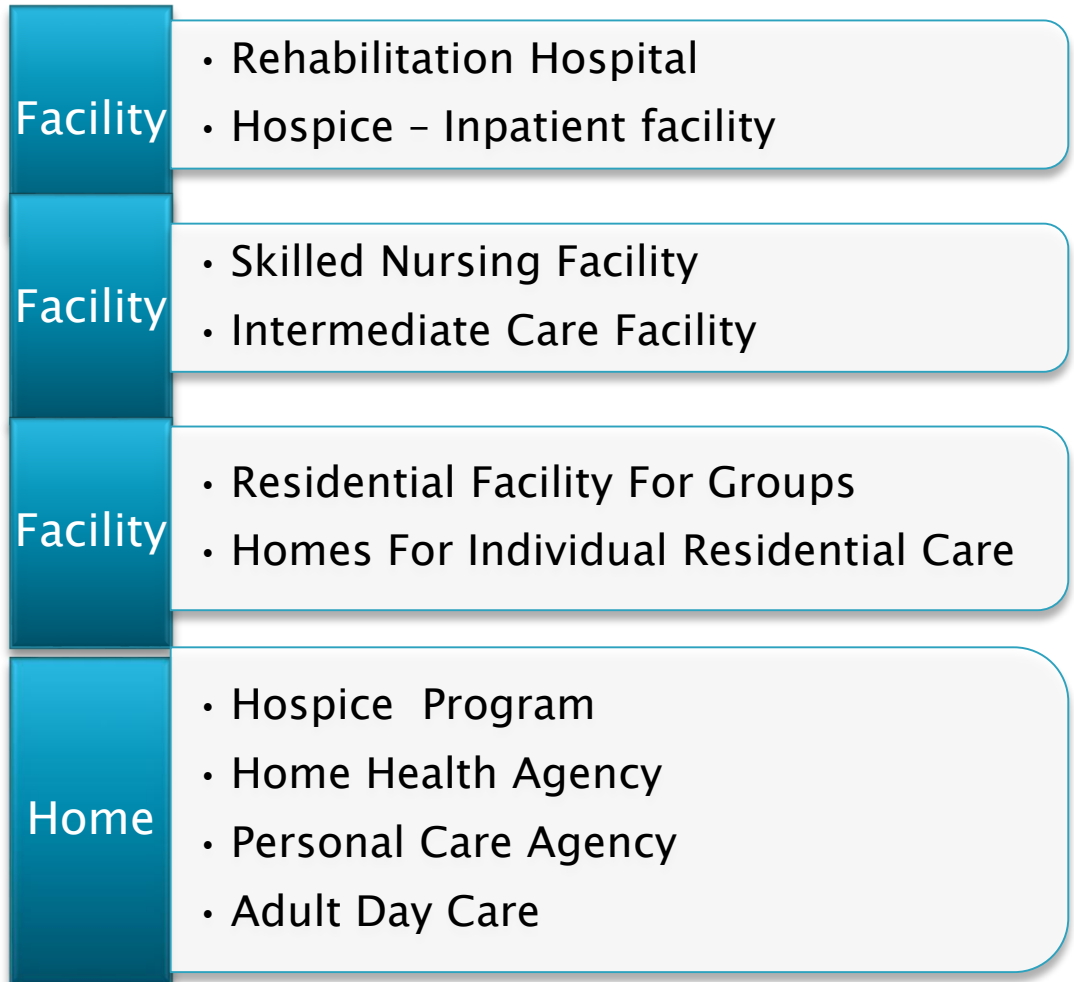 Facility
• Rehabilitation Hospital
• Hospice – Inpatient facility
Facility
• Skilled Nursing Facility
• Intermediate Care Facility
Facility
• Residential Facility For Groups
• Homes For Individual Residential Care
Home
• Hospice  Program
• Home Health Agency
• Personal Care Agency
• Adult Day Care